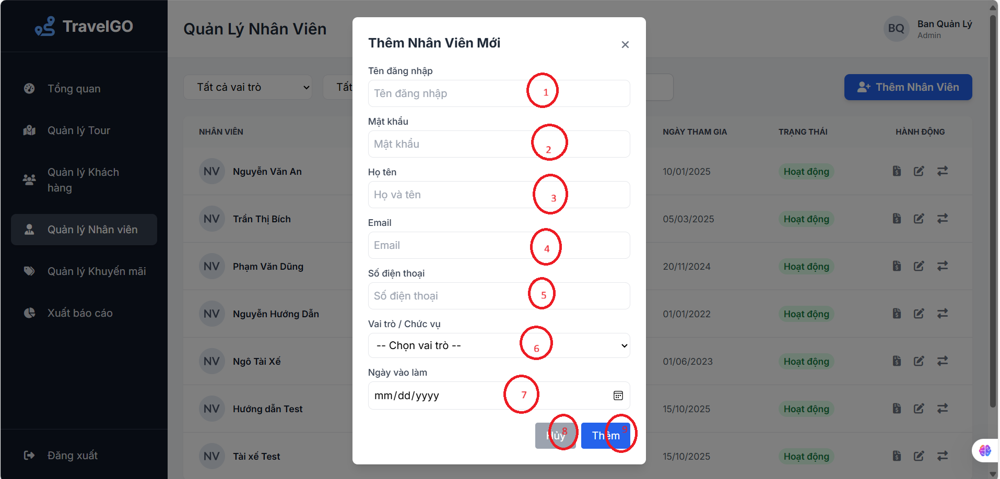 TravelGO
Tổng quan
Quản lý Tour
Quản lý Khách
hàng
Quản lý Nhân viên
Quản lý Khuyến mãi
Xuất báo cáo
Đăng xuất
Quản Lý Nhân Viên
BQ
Ban Quản Lý
Admin
Tất cả vai trò
Tất
Thêm Nhân Viên
NHÂN VIÊN
NGÀY THAM GIA
TRẠNG THÁI
HÀNH ĐỘNG
NV Nguyễn Văn An 10/01/2025 Hoạt động
NV Trần Thị Bích 05/03/2025 Hoạt động
NV Phạm Văn Dũng 20/11/2024 Hoạt động
NV Nguyễn Hướng Dẫn 01/01/2022 Hoạt động
NV Ngô Tài Xế 01/06/2023 Hoạt động
NV Hướng dẫn Test 15/10/2025 Hoạt động
NV Tài xế Test 15/10/2025 Hoạt động
Thêm Nhân Viên Mới
Tên đăng nhập
Tên đăng nhập 1
Mật khẩu
Mật khẩu 2
Họ tên
Họ và tên 3
Email
Email 4
Số điện thoại
Số điện thoại 5
Vai trò / Chức vụ
-- Chọn vai trò -- 6
Ngày vào làm
mm/dd/yyyy 7
Hủy 8
Thêm 9